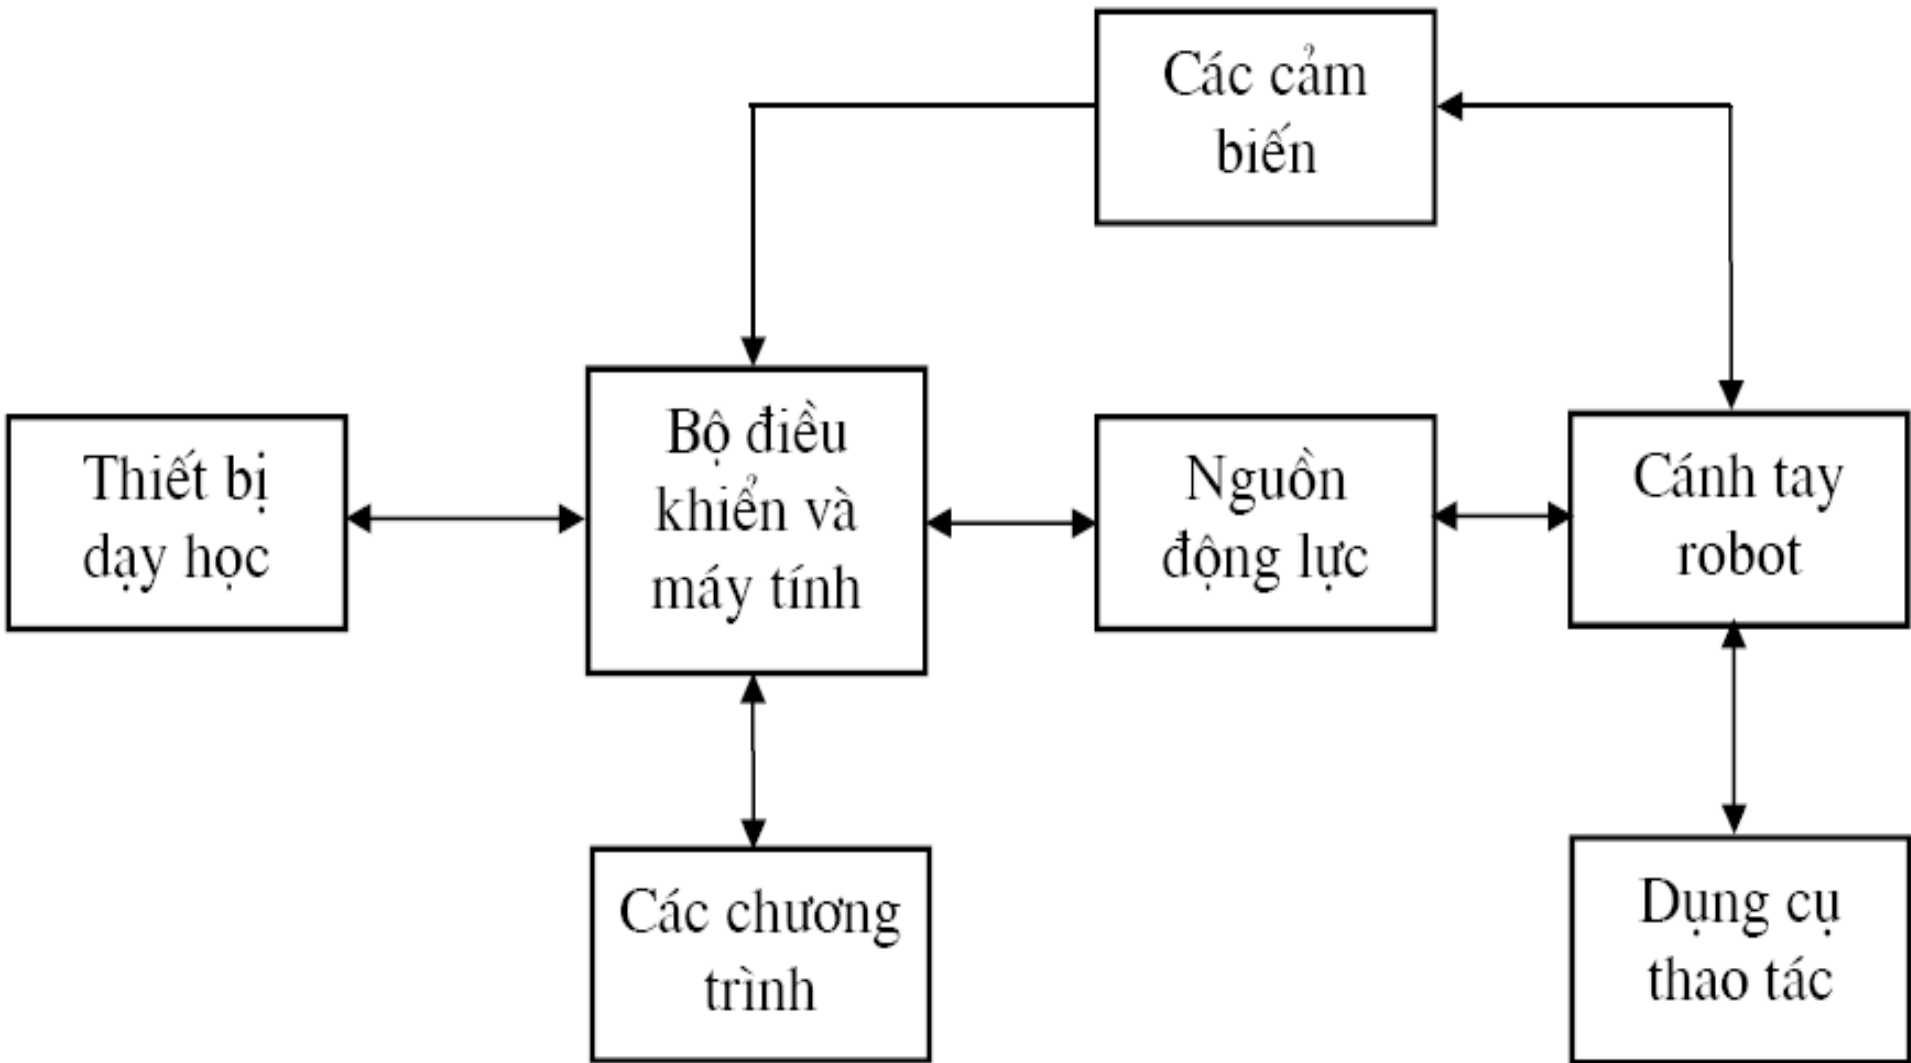 Các cảm
biến
Thiết bị
dạy học
Bộ điều
khiển và
máy tính
Nguồn
động lực
Cánh tay
robot
Các chương
trình
Dụng cụ
thao tác